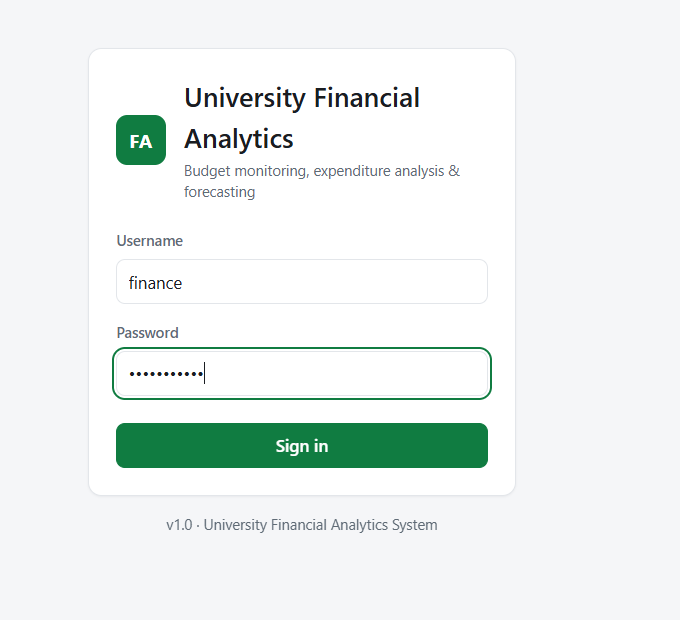 University Financial
Analytics
FA
Budget monitoring, expenditure analysis &
forecasting
Username
finance
Password
•••••••••••
Sign in
v1.0 · University Financial Analytics System